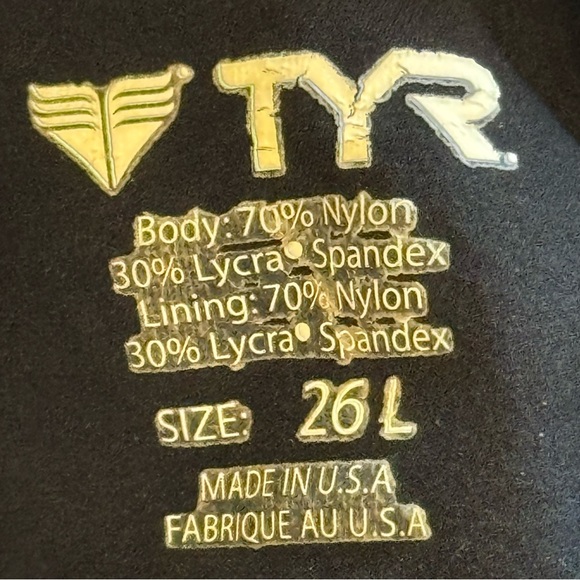 TYR
Body: 70% Nylon
30% Lycra® Spandex
Lining: 70% Nylon
30% Lycra® Spandex
SIZE: 26 L
MADE IN U.S.A
FABRIQUE AU U.S.A